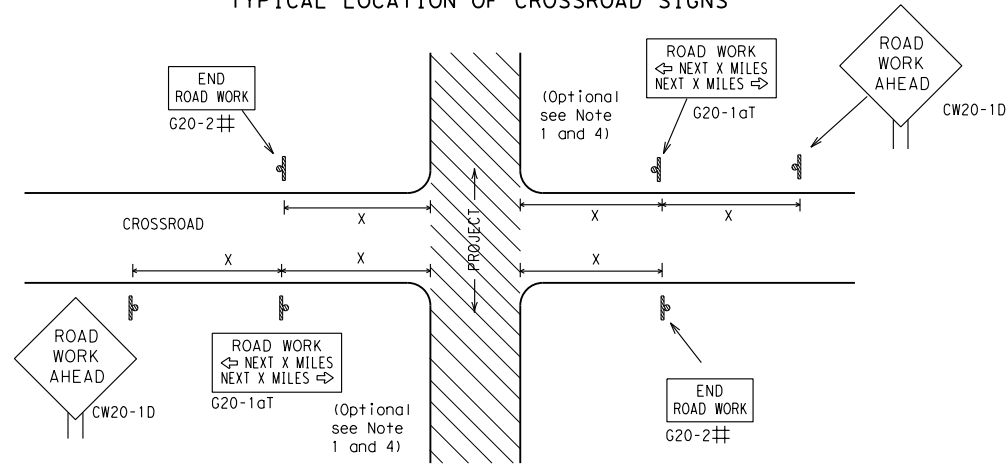 TYPICAL LOCATION OF CROSSROAD SIGNS
END
ROAD WORK
G20-2#
(Optional
see Note
1 and 4)
ROAD WORK
⇦ NEXT X MILES
NEXT X MILES ⇨
G20-1aT
ROAD
WORK
AHEAD
CW20-1D
X
X
X
CROSSROAD
PROJECT
X
X
X
ROAD
WORK
AHEAD
CW20-1D
ROAD WORK
⇦ NEXT X MILES
NEXT X MILES ⇨
G20-1aT
(Optional
see Note
1 and 4)
END
ROAD WORK
G20-2#